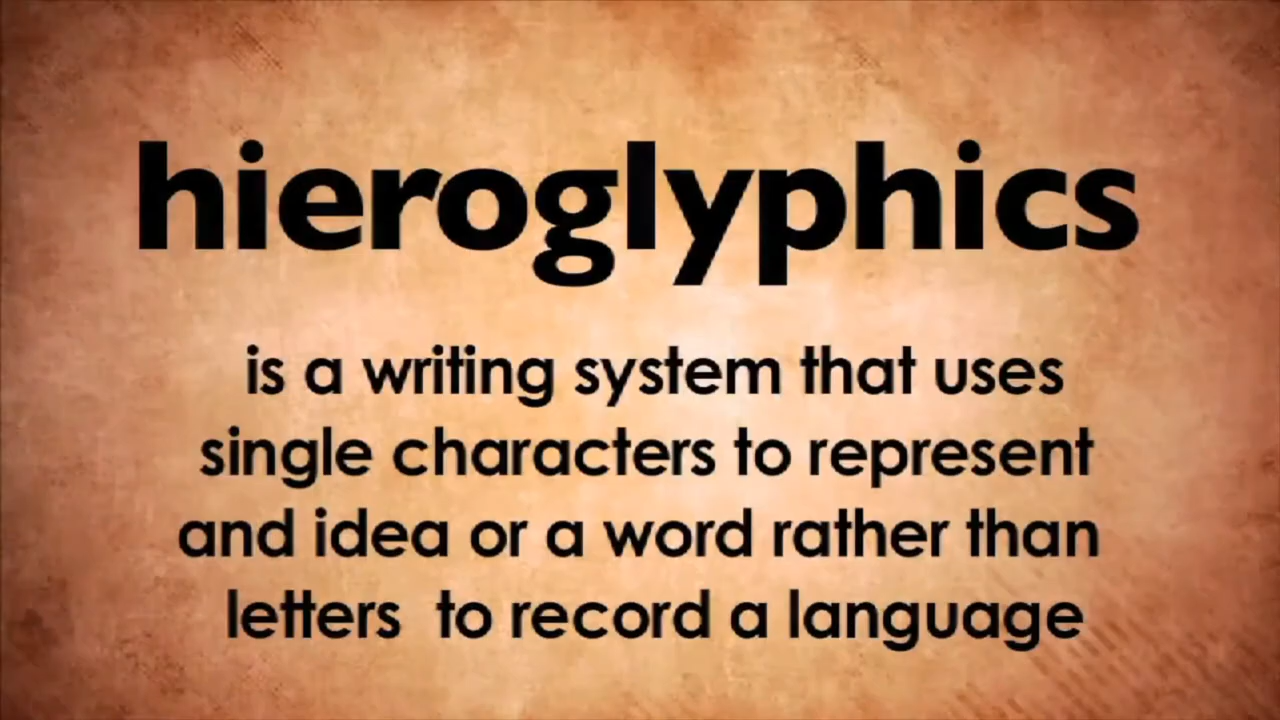 hieroglyphics
is a writing system that uses
single characters to represent
and idea or a word rather than
letters to record a language